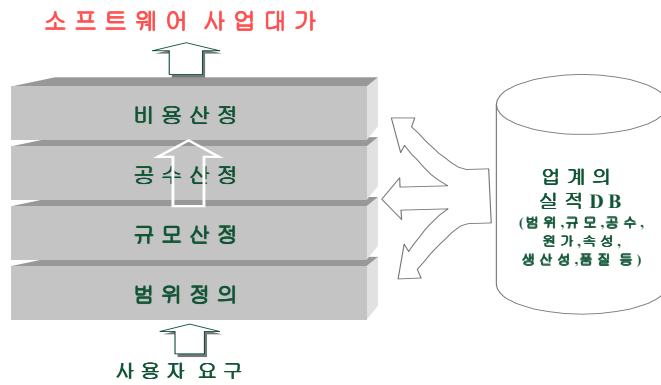 소프트웨어 사업대가
비용산정
공수산정
규모산정
범위정의
사용자 요구
업계의
실적DB
(범위,규모,공수,
원가,속성,
생산성,품질 등)